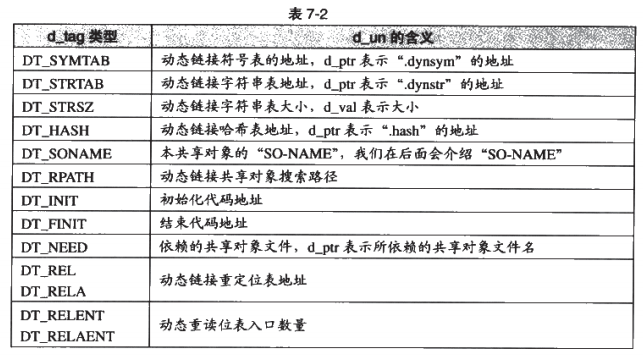 表 7-2
d_tag 类型 d_un 的含义
DT_SYMTAB 动态链接符号表的地址，d_ptr 表示 “.dynsym” 的地址
DT_STRTAB 动态链接字符串表地址，d_ptr 表示 “.dynstr” 的地址
DT_STRSZ 动态链接字符串表大小，d_val 表示大小
DT_HASH 动态链接哈希表地址，d_ptr 表示 “.hash” 的地址
DT_SONAME 本共享对象的 “SO-NAME”，我们在后面会介绍 “SO-NAME”
DT_RPATH 动态链接共享对象搜索路径
DT_INIT 初始化代码地址
DT_FINIT 结束代码地址
DT_NEED 依赖的共享对象文件，d_ptr 表示所依赖的共享对象文件名
DT_REL
DT_RELA
动态链接重定位表地址
DT_RELENT
DT_RELAENT
动态重读位表入口数量